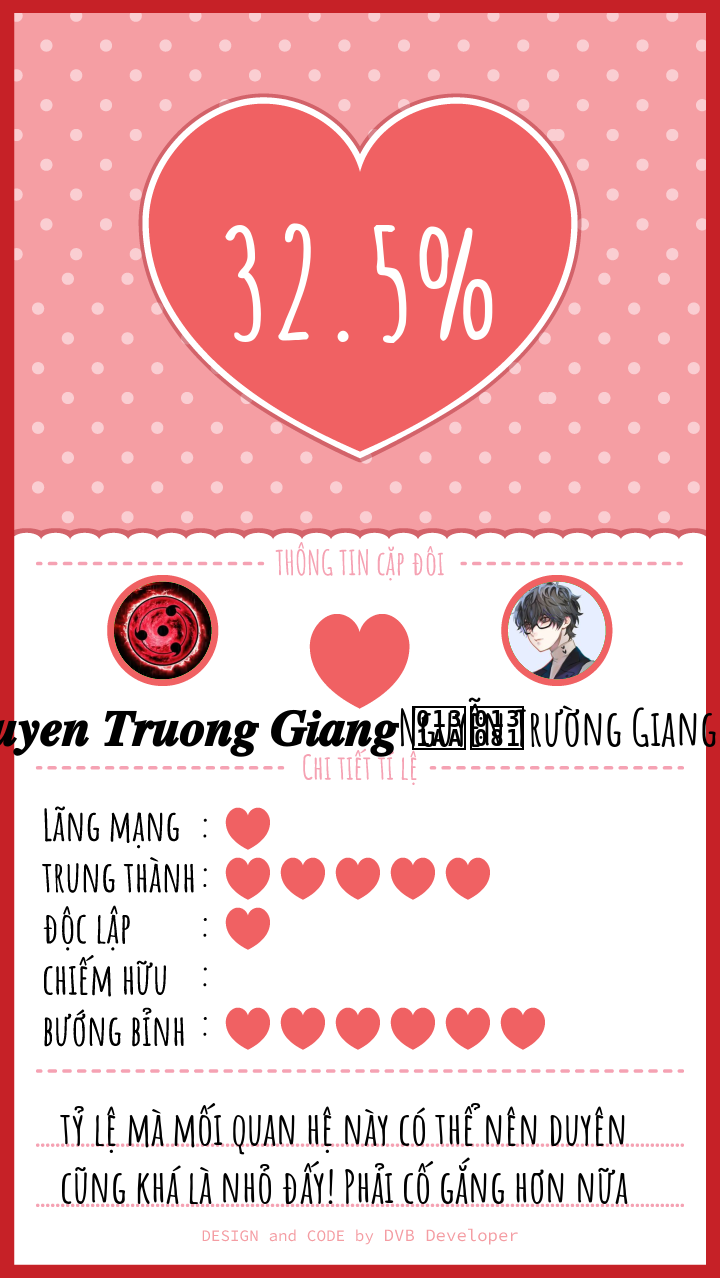 32.5%
THÔNG TIN CẶP ĐÔI
uyen Truong Giang
TRƯỜNG GIANG
CHI TIẾT TỈ LỆ
LÃNG MẠNG :
TRUNG THÀNH :
ĐỘC LẬP :
CHIẾM HỮU :
BƯỚNG BỈNH :
TỶ LỆ MÀ MỐI QUAN HỆ NÀY CÓ THỂ NÊN DUYÊN
CŨNG KHÁ LÀ NHỎ ĐẤY! PHẢI CỐ GẮNG HƠN NỮA
DESIGN and CODE by DVB Developer